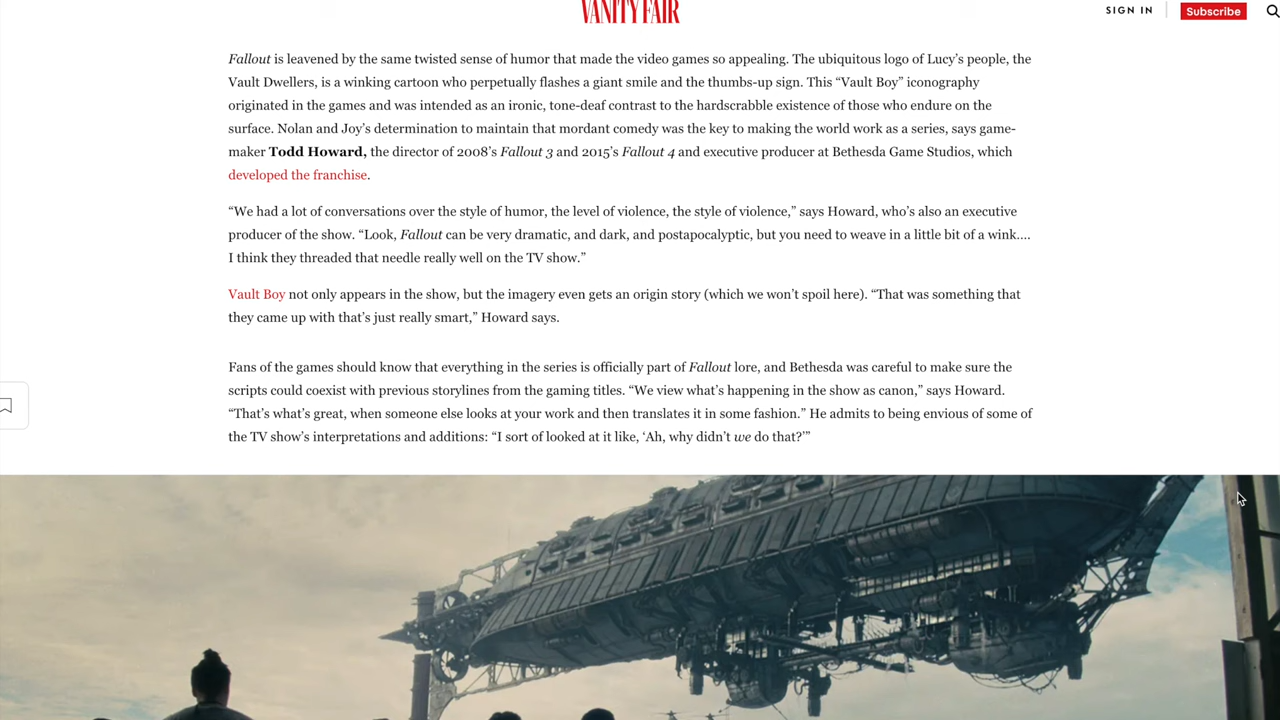 VANITY FAIR
SIGN IN
Subscribe
Fallout is leavened by the same twisted sense of humor that made the video games so appealing. The ubiquitous logo of Lucy’s people, the
Vault Dwellers, is a winking cartoon who perpetually flashes a giant smile and the thumbs-up sign. This “Vault Boy” iconography
originated in the games and was intended as an ironic, tone-deaf contrast to the hardscrabble existence of those who endure on the
surface. Nolan and Joy’s determination to maintain that mordant comedy was the key to making the world work as a series, says game-
maker Todd Howard, the director of 2008’s Fallout 3 and 2015’s Fallout 4 and executive producer at Bethesda Game Studios, which
developed the franchise.
“We had a lot of conversations over the style of humor, the level of violence, the style of violence,” says Howard, who’s also an executive
producer of the show. “Look, Fallout can be very dramatic, and dark, and postapocalyptic, but you need to weave in a little bit of a wink….
I think they threaded that needle really well on the TV show.”
Vault Boy not only appears in the show, but the imagery even gets an origin story (which we won’t spoil here). “That was something that
they came up with that’s just really smart,” Howard says.
Fans of the games should know that everything in the series is officially part of Fallout lore, and Bethesda was careful to make sure the
scripts could coexist with previous storylines from the gaming titles. “We view what’s happening in the show as canon,” says Howard.
“That’s what’s great, when someone else looks at your work and then translates it in some fashion.” He admits to being envious of some of
the TV show’s interpretations and additions: “I sort of looked at it like, ‘Ah, why didn’t we do that?’”